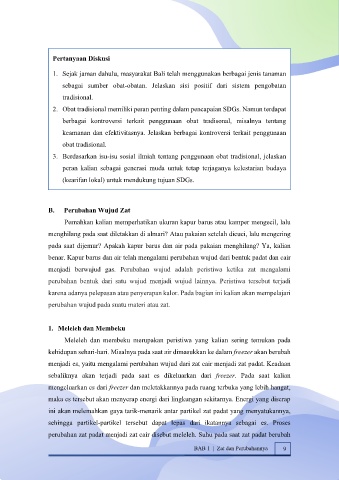 Pertanyaan Diskusi
1. Sejak jaman dahulu, masyarakat Bali telah menggunakan berbagai jenis tanaman
sebagai sumber obat-obatan. Jelaskan sisi positif dari sistem pengobatan
tradisional.
2. Obat tradisional memiliki peran penting dalam pencapaian SDGs. Namun terdapat
berbagai kontroversi terkait penggunaan obat tradisonal, misalnya tentang
keamanan dan efektivitasnya. Jelaskan berbagai kontroversi terkait penggunaan
obat tradisional.
3. Berdasarkan isu-isu sosial ilmiah tentang penggunaan obat tradisional, jelaskan
peran kalian sebagai generasi muda untuk tetap terjaganya kelestarian budaya
(kearifan lokal) untuk mendukung tujuan SDGs.
B. Perubahan Wujud Zat
Pernahkan kalian memperhatikan ukuran kapur barus atau kamper mengecil, lalu
menghilang pada saat diletakkan di almari? Atau pakaian setelah dicuci, lalu mengering
pada saat dijemur? Apakah kapur barus dan air pada pakaian menghilang? Ya, kalian
benar. Kapur barus dan air telah mengalami perubahan wujud dari bentuk padat dan cair
menjadi berwujud gas. Perubahan wujud adalah peristiwa ketika zat mengalami
perubahan bentuk dari satu wujud menjadi wujud lainnya. Peristiwa tersebut terjadi
karena adanya pelepasan atau penyerapan kalor. Pada bagian ini kalian akan mempelajari
perubahan wujud pada suatu materi atau zat.
1. Meleleh dan Membeku
Meleleh dan membeku merupakan peristiwa yang kalian sering temukan pada
kehidupan sehari-hari. Misalnya pada saat air dimasukkan ke dalam freezer akan berubah
menjadi es, yaitu mengalami perubahan wujud dari zat cair menjadi zat padat. Keadaan
sebaliknya akan terjadi pada saat es dikeluarkan dari freezer. Pada saat kalian
mengeluarkan es dari freezer dan meletakkannya pada ruang terbuka yang lebih hangat,
maka es tersebut akan menyerap energi dari lingkungan sekitarnya. Energi yang diserap
ini akan melemahkan gaya tarik-menarik antar partikel zat padat yang menyatukannya,
sehingga partikel-partikel tersebut dapat lepas dari ikatannya sebagai es. Proses
perubahan zat padat menjadi zat cair disebut meleleh. Suhu pada saat zat padat berubah
BAB 1 | Zat dan Perubahannya 9